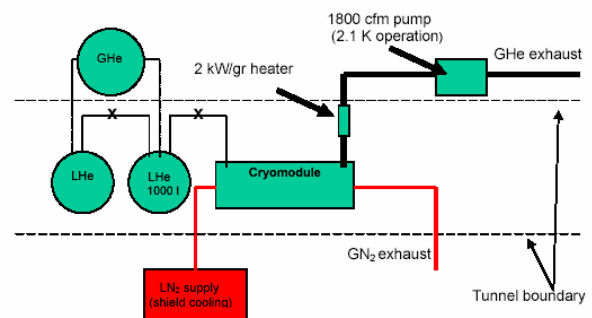 1800 cfm pump
(2.1 K operation)
GHe
GHe exhaust
2 kW/gr heater
X
X
LHe
LHe
1000 l
Cryomodule
GN₂ exhaust
LN₂ supply
(shield cooling)
Tunnel boundary